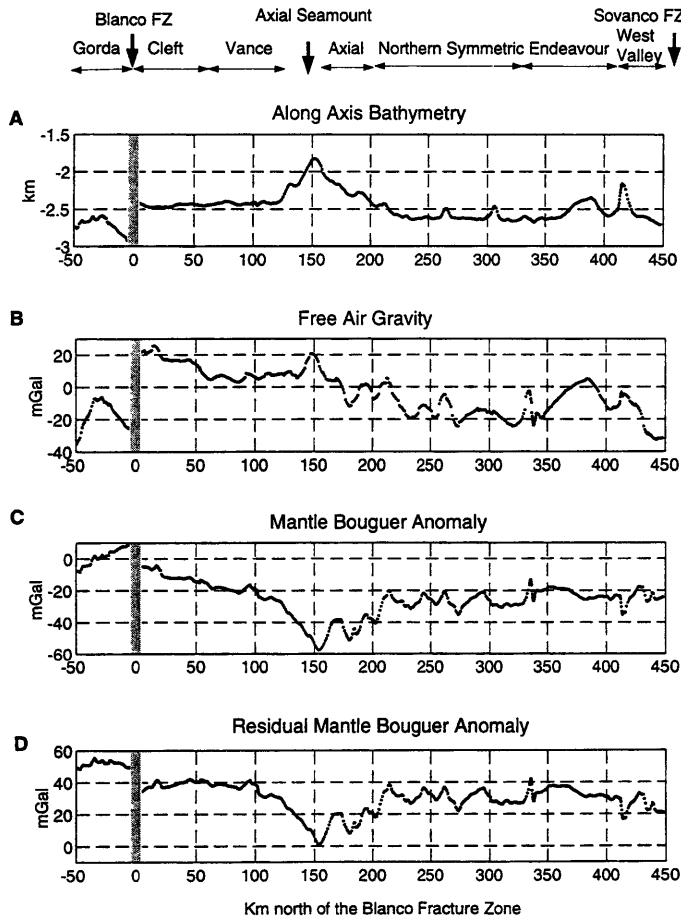 Blanco FZ
Axial Seamount
Sovanco FZ
Gorda
Cleft
Vance
Axial
Northern Symmetric
Endeavour
West
Valley
A
Along Axis Bathymetry
-1.5
-2
-2.5
-3
km
-50 0 50 100 150 200 250 300 350 400 450
B
Free Air Gravity
20
0
-20
-40
mGal
-50 0 50 100 150 200 250 300 350 400 450
C
Mantle Bouguer Anomaly
0
-20
-40
-60
mGal
-50 0 50 100 150 200 250 300 350 400 450
D
Residual Mantle Bouguer Anomaly
60
40
20
0
mGal
-50 0 50 100 150 200 250 300 350 400 450
Km north of the Blanco Fracture Zone